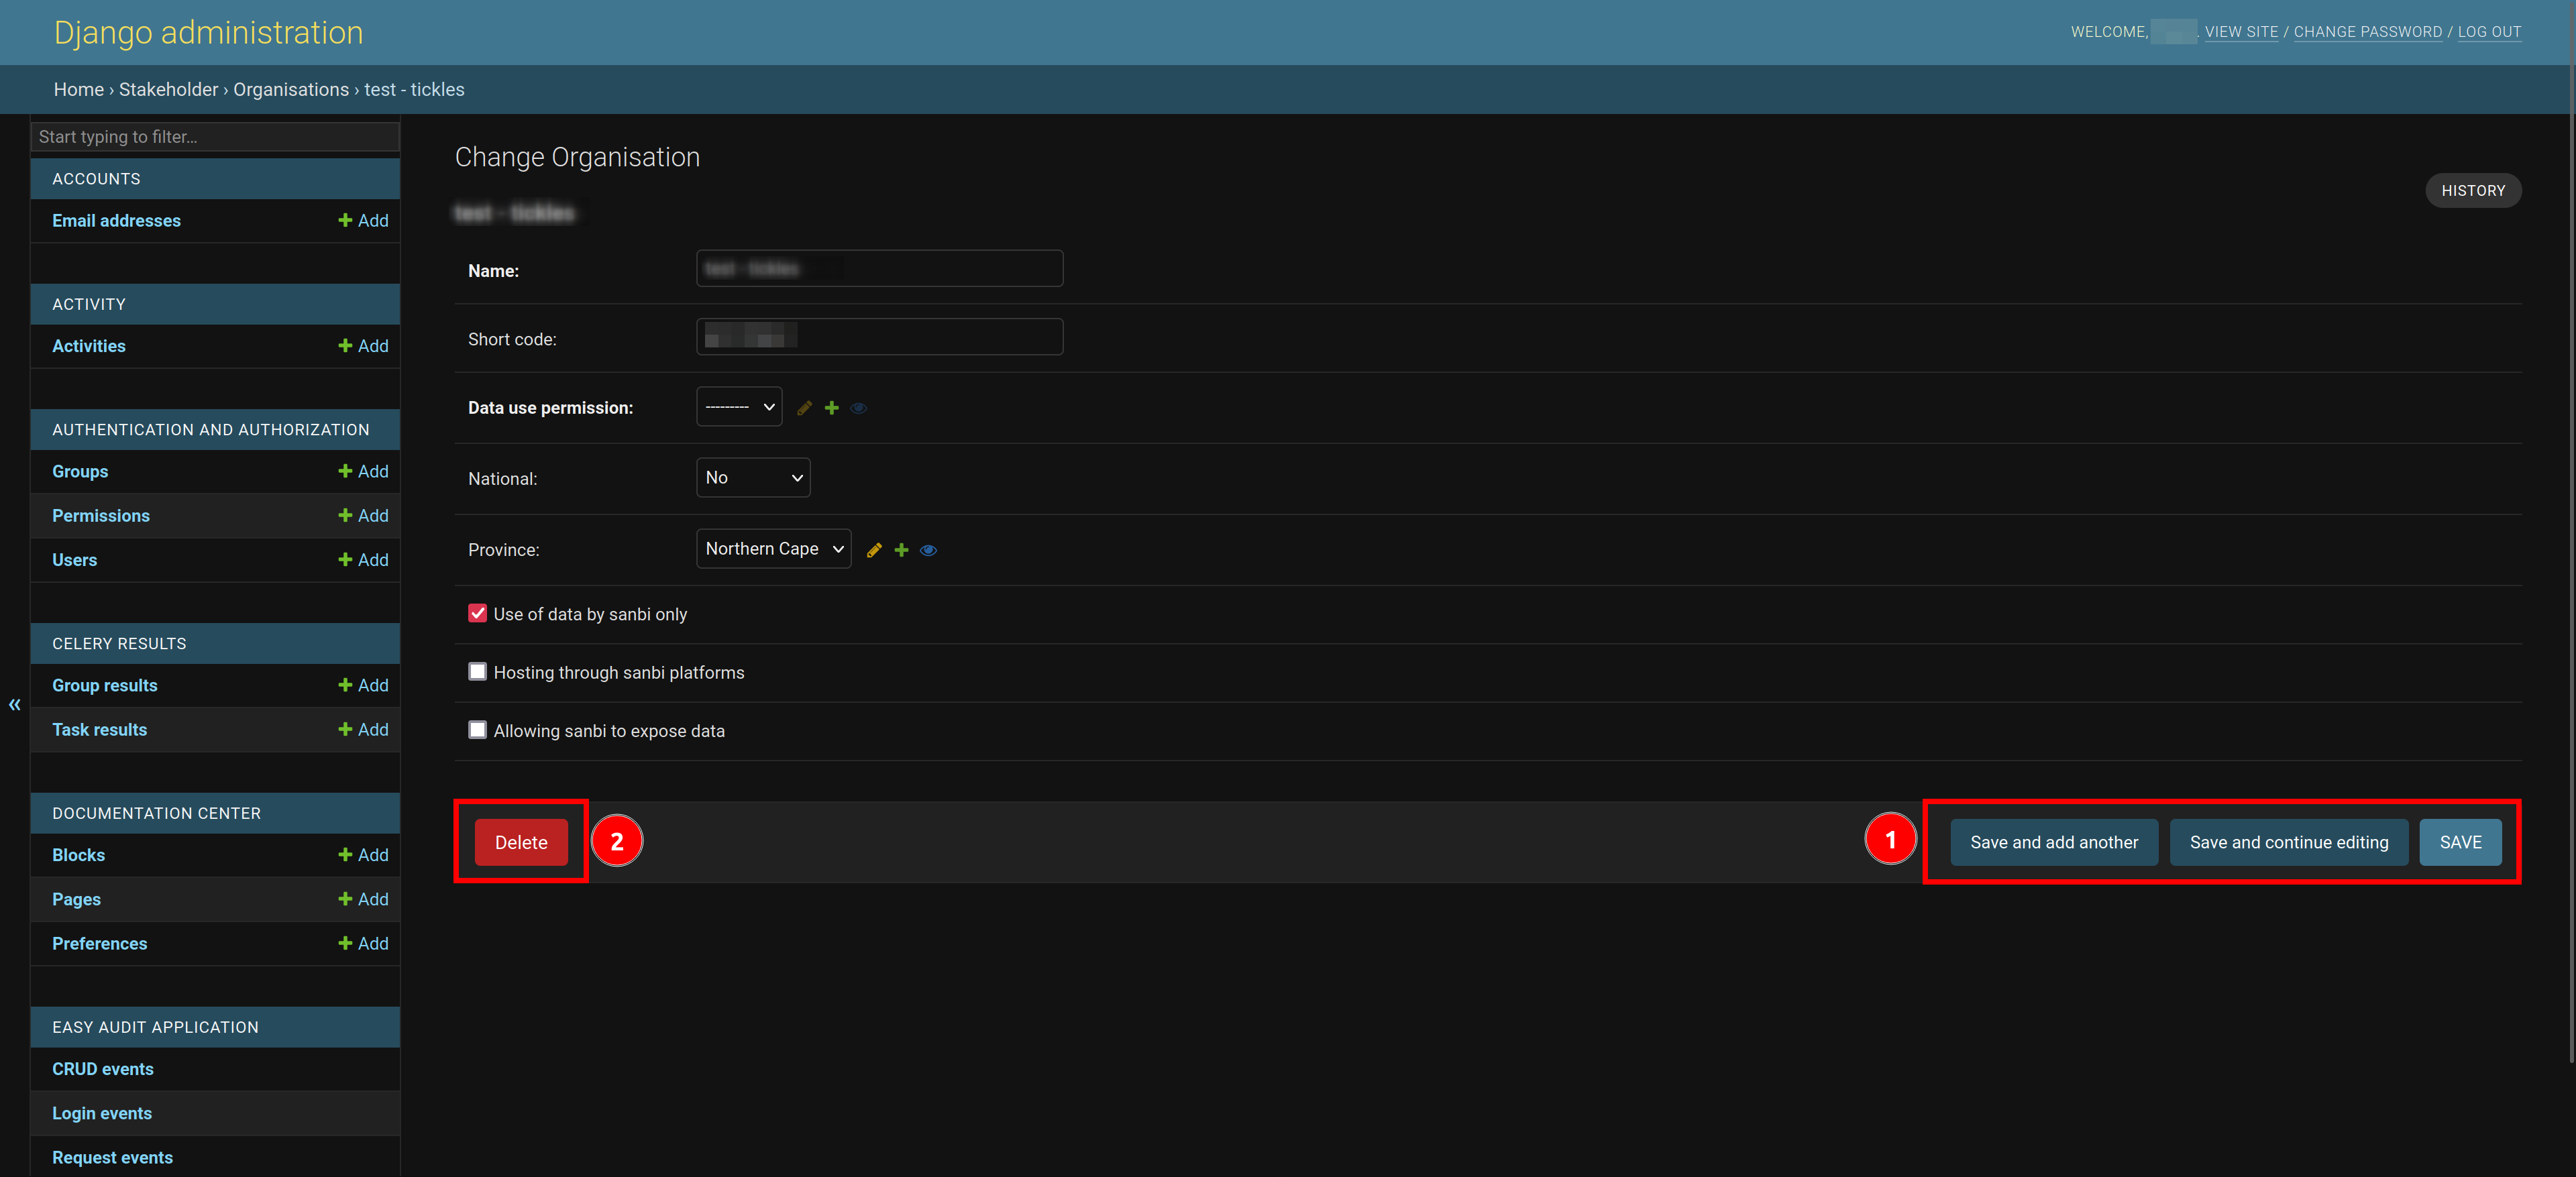 Django administration
WELCOME, . VIEW SITE / CHANGE PASSWORD / LOG OUT
Home › Stakeholder › Organisations › test - tickles
Start typing to filter...
ACCOUNTS
Email addresses + Add
ACTIVITY
Activities + Add
AUTHENTICATION AND AUTHORIZATION
Groups + Add
Permissions + Add
Users + Add
CELERY RESULTS
Group results + Add
Task results + Add
DOCUMENTATION CENTER
Blocks + Add
Pages + Add
Preferences + Add
EASY AUDIT APPLICATION
CRUD events
Login events
Request events
«
Change Organisation
HISTORY
test - tickles
Name: test - tickles
Short code:
Data use permission: ---------
National: No
Province: Northern Cape
Use of data by sanbi only
Hosting through sanbi platforms
Allowing sanbi to expose data
Delete 2
1 Save and add another Save and continue editing SAVE